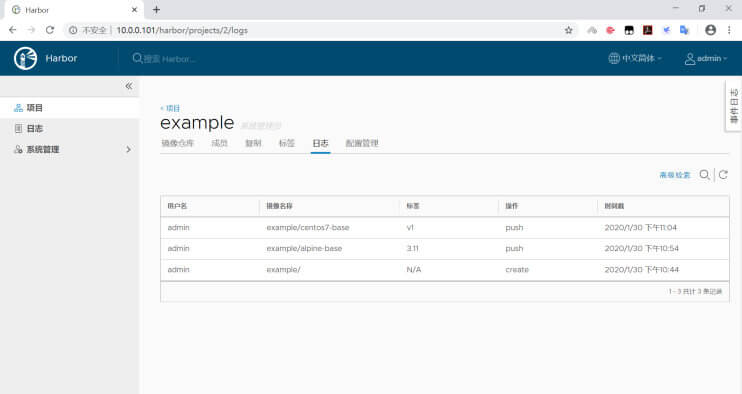 Harbor
不安全 | 10.0.0.101/harbor/projects/2/logs
Harbor
搜索 Harbor...
中文简体
admin
事件日志
项目
日志
系统管理
< 项目
example 系统管理员
镜像仓库 成员 复制 标签 日志 配置管理
高级检索
用户名 镜像名称 标签 操作 时间戳
admin example/centos7-base v1 push 2020/1/30 下午11:04
admin example/alpine-base 3.11 push 2020/1/30 下午10:54
admin example/ N/A create 2020/1/30 下午10:44
1 - 3 共计 3 条记录